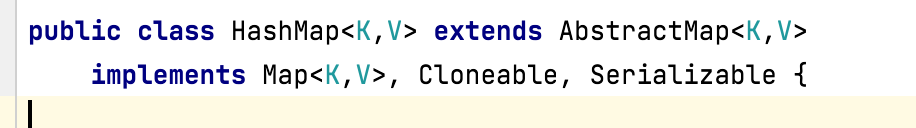 public class HashMap<K,V> extends AbstractMap<K,V>
    implements Map<K,V>, Cloneable, Serializable {